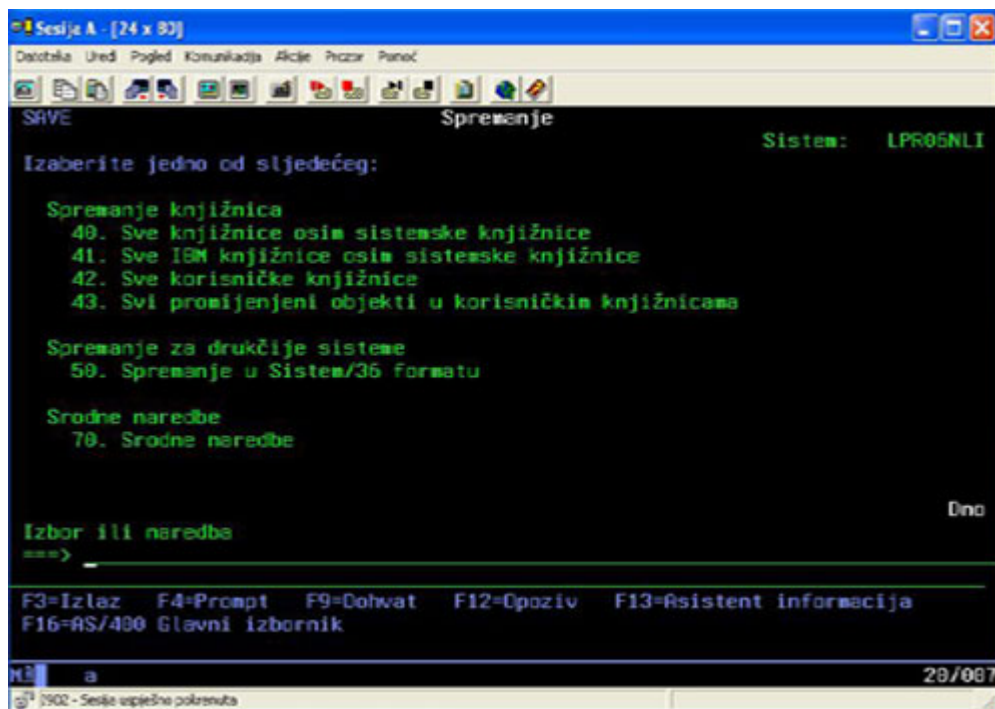 Sesija A - [24 x 80]
Datoteka Ured Pogled Komunikacija Akcije Prozor Pomoć
SAVE Spremanje
Sistem: LPR05NLI
Izaberite jedno od sljedećeg:
Spremanje knjižnica
40. Sve knjižnice osim sistemske knjižnice
41. Sve IBM knjižnice osim sistemske knjižnice
42. Sve korisničke knjižnice
43. Svi promijenjeni objekti u korisničkim knjižnicama
Spremanje za drukčije sisteme
50. Spremanje u Sistem/36 formatu
Srodne naredbe
70. Srodne naredbe
Dno
Izbor ili naredba
===>
F3=Izlaz F4=Prompt F9=Dohvat F12=Opoziv F13=Asistent informacija
F16=AS/400 Glavni izbornik
a 20/007
I902 - Sesija uspješno pokrenuta